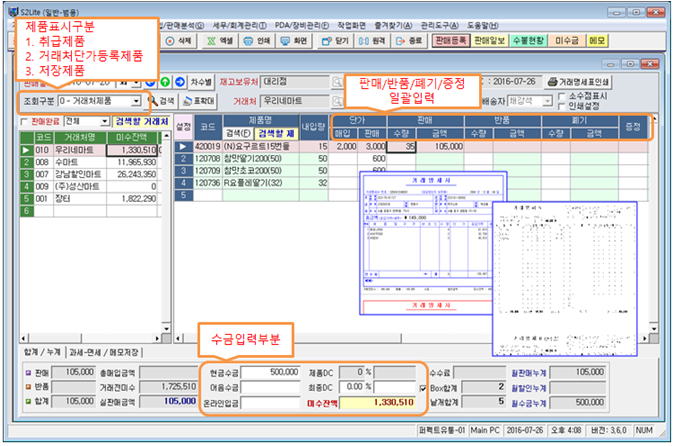 S2Lite (일반-범용)
/판매분석(G) 세무/회계관리(T) PDA/장비관리(F) 작업화면 즐겨찾기(A) 관리도구(A) 도움말(H)
삭제 엑셀 인쇄 화면 닫기 원격 종료 판매등록 판매일보 수불현황 미수금 메모
제품표시구분
1. 취급제품
2. 거래처단가등록제품
3. 저장제품
차수별 재고보유처 대리점 : 2016-07-26 거래명세표인쇄
판매/반품/폐기/증정
일괄입력
조회구분 0 - 거래처제품 검색 표확대 거래처 우리네마트 배송자 채강석 소수점표시
인쇄설정
판매완료 전체 검색할 거래처
코드 거래처명 미수잔액
010 우리네마트 1,330,510
2 008 수마트 11,965,930
3 007 강남할인마트 26,243,350
4 009 (주)성산마트 0
5 001 장터 1,822,290
6
설정 코드 제품명 내입량 단가 판매 반품 폐기 증정
검색(F) 검색할 제 매입 판매 수량 금액 수량 금액 수량 금액
420019 (N)요구르트15번들 15 2,000 3,000 35 105,000
2 120708 참맛딸기200(50) 50 600
3 120709 참맛초코200(50) 50 600
4 120736 R요플레딸기(32) 32
5
거 래 명 세 서
거 래 명 세 서
수금입력부분
합계 / 누계 과세-면세 / 메모저장
판매 105,000 총매입금액 현금수금 500,000 제품DC 0 % 수수료 월판매누계 105,000
반품 거래전미수 1,725,510 어음수금 최종DC 0.00 % Box합계 2 월할인누계
합계 105,000 실판매금액 105,000 온라인입금 미수잔액 1,330,510 낱개합계 5 월수금누계 500,000
퍼펙트유통-01 Main PC 2016-07-26 오후 4:08 버전: 3,6,0 NUM